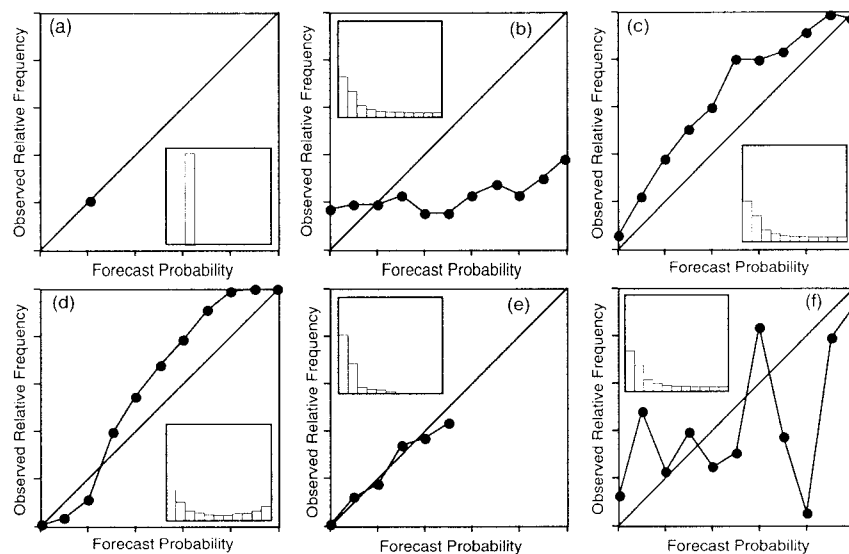 (a)
Observed Relative Frequency
Forecast Probability
(b)
Observed Relative Frequency
Forecast Probability
(c)
Observed Relative Frequency
Forecast Probability
(d)
Observed Relative Frequency
Forecast Probability
(e)
Observed Relative Frequency
Forecast Probability
(f)
Observed Relative Frequency
Forecast Probability